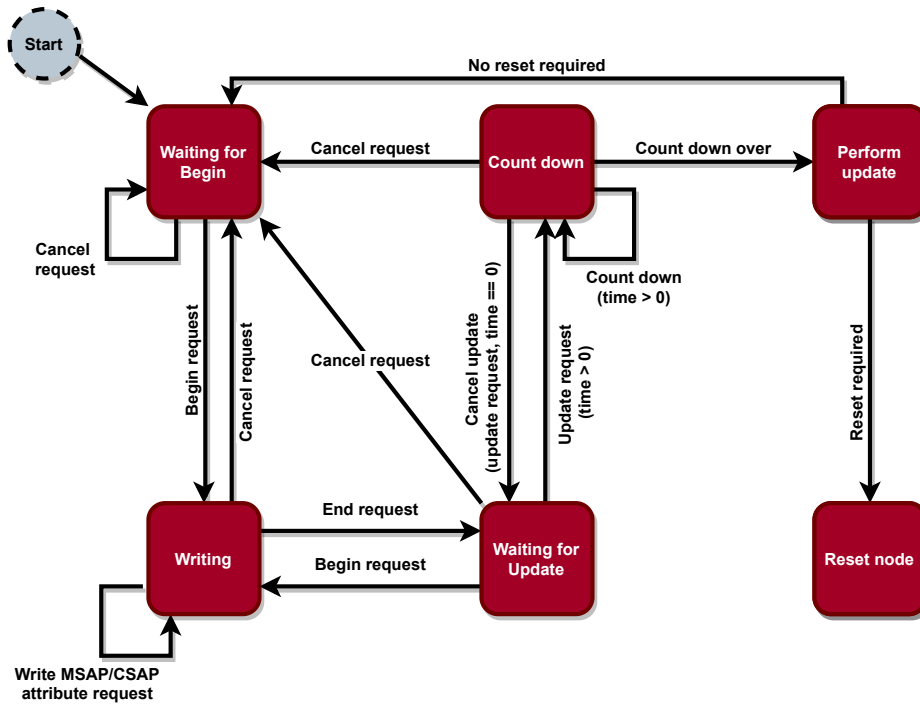 Start
No reset required
Waiting for
Begin
Cancel request
Count down
Count down over
Perform
update
Cancel
request
Count down
(time > 0)
Begin request
Cancel request
Cancel request
Cancel update
(update request, time == 0)
Update request
(time > 0)
Reset required
Writing
End request
Begin request
Waiting for
Update
Reset node
Write MSAP/CSAP
attribute request